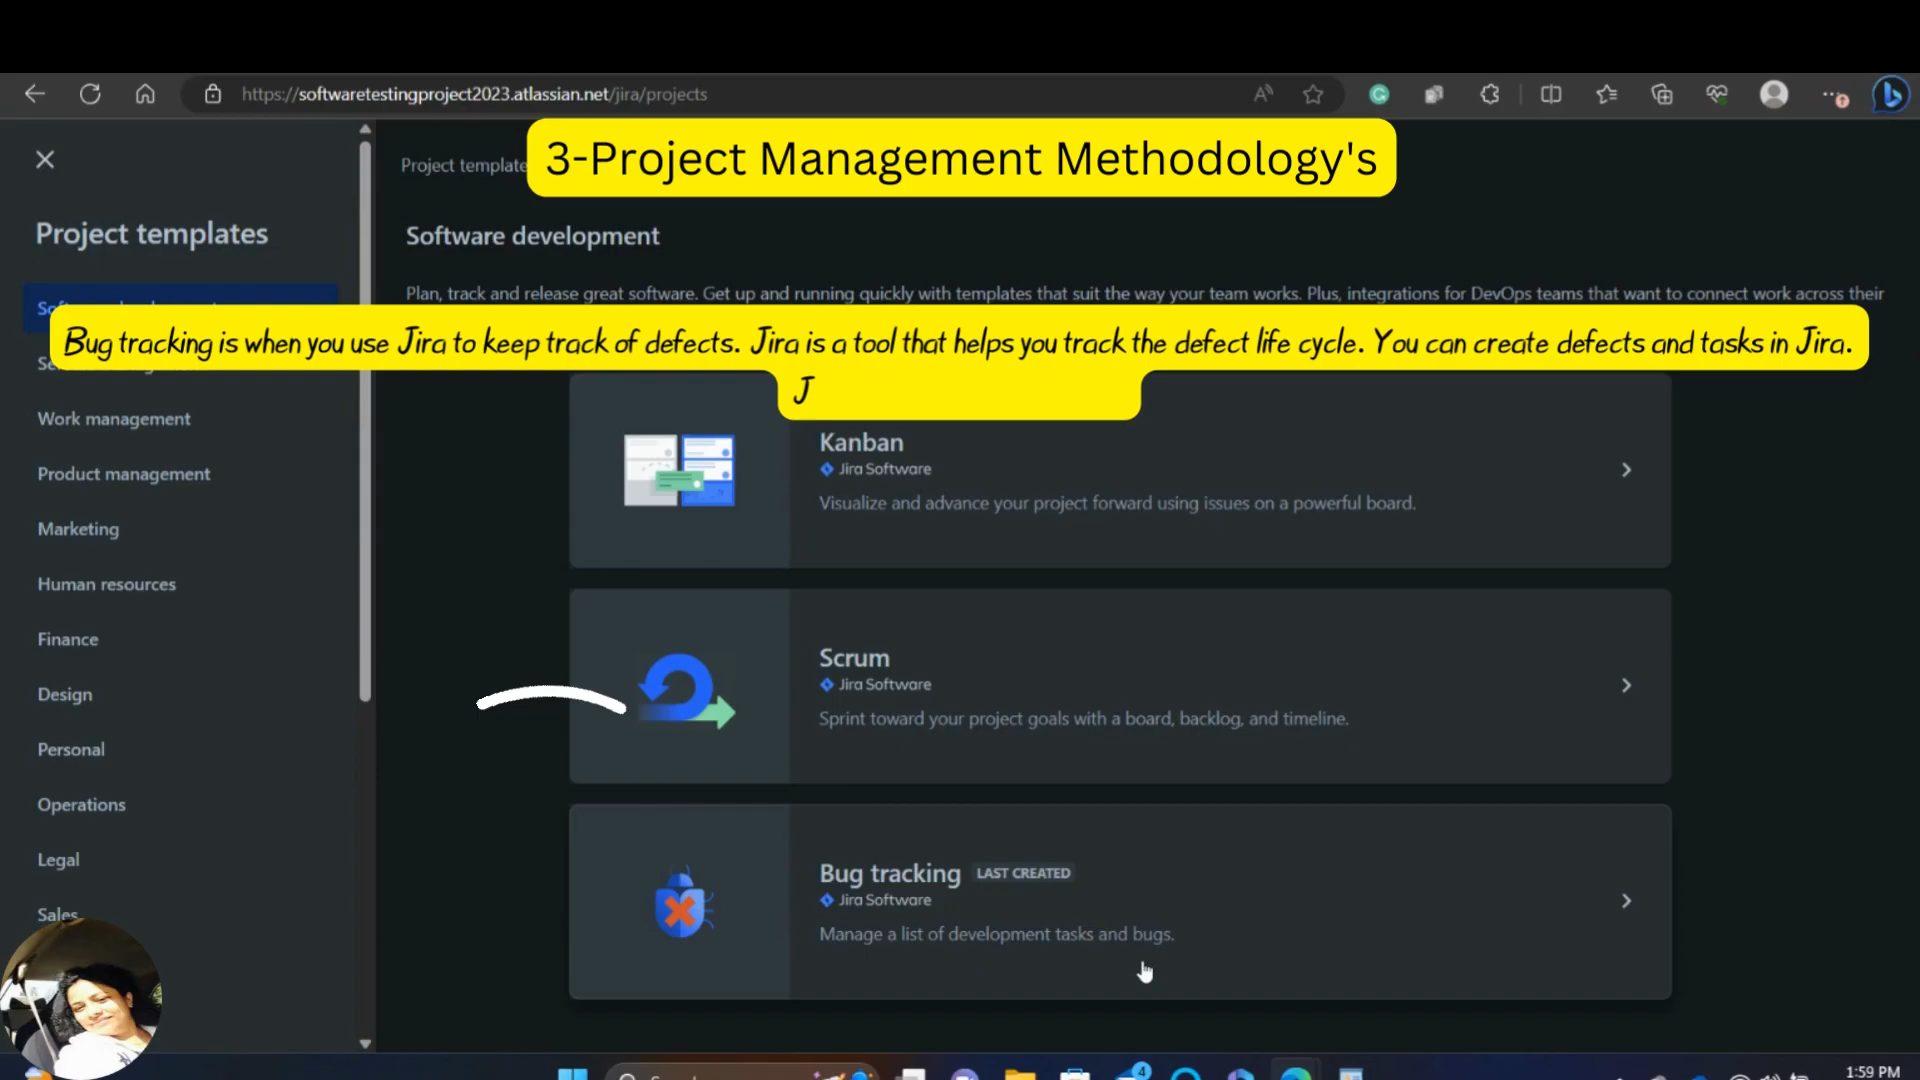 https://softwaretestingproject2023.atlassian.net/jira/projects
3-Project Management Methodology's
Project templates
Software development
Plan, track and release great software. Get up and running quickly with templates that suit the way your team works. Plus, integrations for DevOps teams that want to connect work across their
Bug tracking is when you use Jira to keep track of defects. Jira is a tool that helps you track the defect life cycle. You can create defects and tasks in Jira.
J
Work management
Product management
Marketing
Human resources
Finance
Design
Personal
Operations
Legal
Sales
Kanban
Jira Software
Visualize and advance your project forward using issues on a powerful board.
Scrum
Jira Software
Sprint toward your project goals with a board, backlog, and timeline.
Bug tracking LAST CREATED
Jira Software
Manage a list of development tasks and bugs.
4
1:59 PM